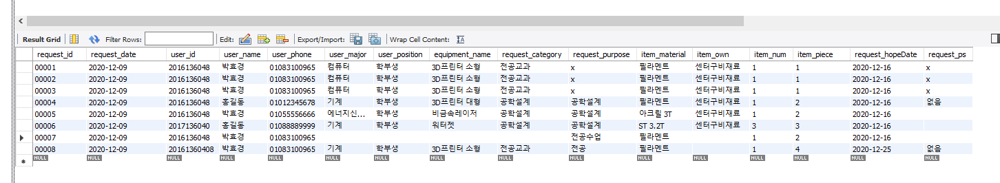 Result Grid Filter Rows: Edit: Export/Import: Wrap Cell Content:
request_id request_date user_id user_name user_phone user_major user_position equipment_name request_category request_purpose item_material item_own item_num item_piece request_hopeDate request_ps
00001 2020-12-09 2016136048 박효경 01083100965 컴퓨터 학부생 3D프린터 소형 전공교과 x 필라멘트 센터구비재료 1 1 2020-12-16 x
00002 2020-12-09 2016136048 박효경 01083100965 컴퓨터 학부생 3D프린터 소형 전공교과 x 필라멘트 센터구비재료 1 1 2020-12-16 x
00003 2020-12-09 2016136048 박효경 01083100965 컴퓨터 학부생 3D프린터 소형 전공교과 x 필라멘트 센터구비재료 1 1 2020-12-16 x
00004 2020-12-09 2016136048 홍길동 01012345678 기계 학부생 3D프린터 대형 공학설계 공학설계 필라멘트 센터구비재료 1 2 2020-12-16 없음
00005 2020-12-09 2016136048 박효경 01055556666 에너지신... 학부생 비금속레이저 공학설계 공학설계 아크릴 3T 센터구비재료 1 2 2020-12-16
00006 2020-12-09 2017136040 홍길동 01088889999 기계 학부생 워터젯 공학설계 공학설계 ST 3.2T 센터구비재료 3 3 2020-12-16
00007 2020-12-09 2016136048 박효경 01083100965 전공수업 필라멘트 1 2 2020-12-16
00008 2020-12-09 20161360408 박효경 01083100965 기계 학부생 3D프린터 소형 전공교과 전공 필라멘트 1 4 2020-12-25 없음
NULL NULL NULL NULL NULL NULL NULL NULL NULL NULL NULL NULL NULL NULL NULL NULL